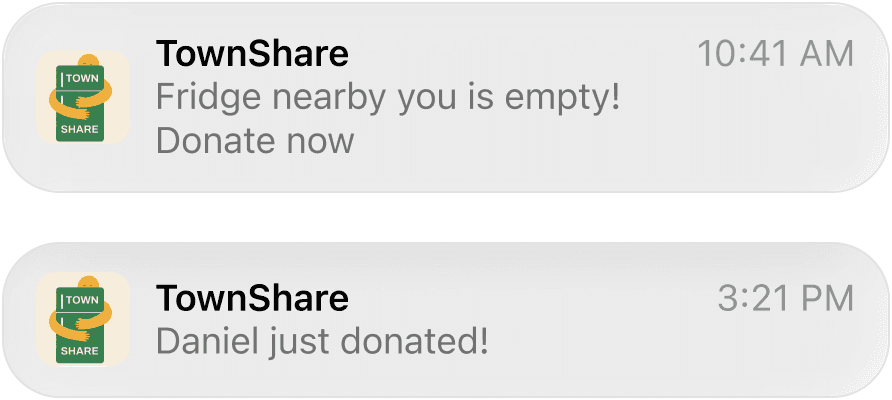 TownShare 10:41 AM
Fridge nearby you is empty!
Donate now
TOWN
SHARE
TownShare 3:21 PM
Daniel just donated!
TOWN
SHARE